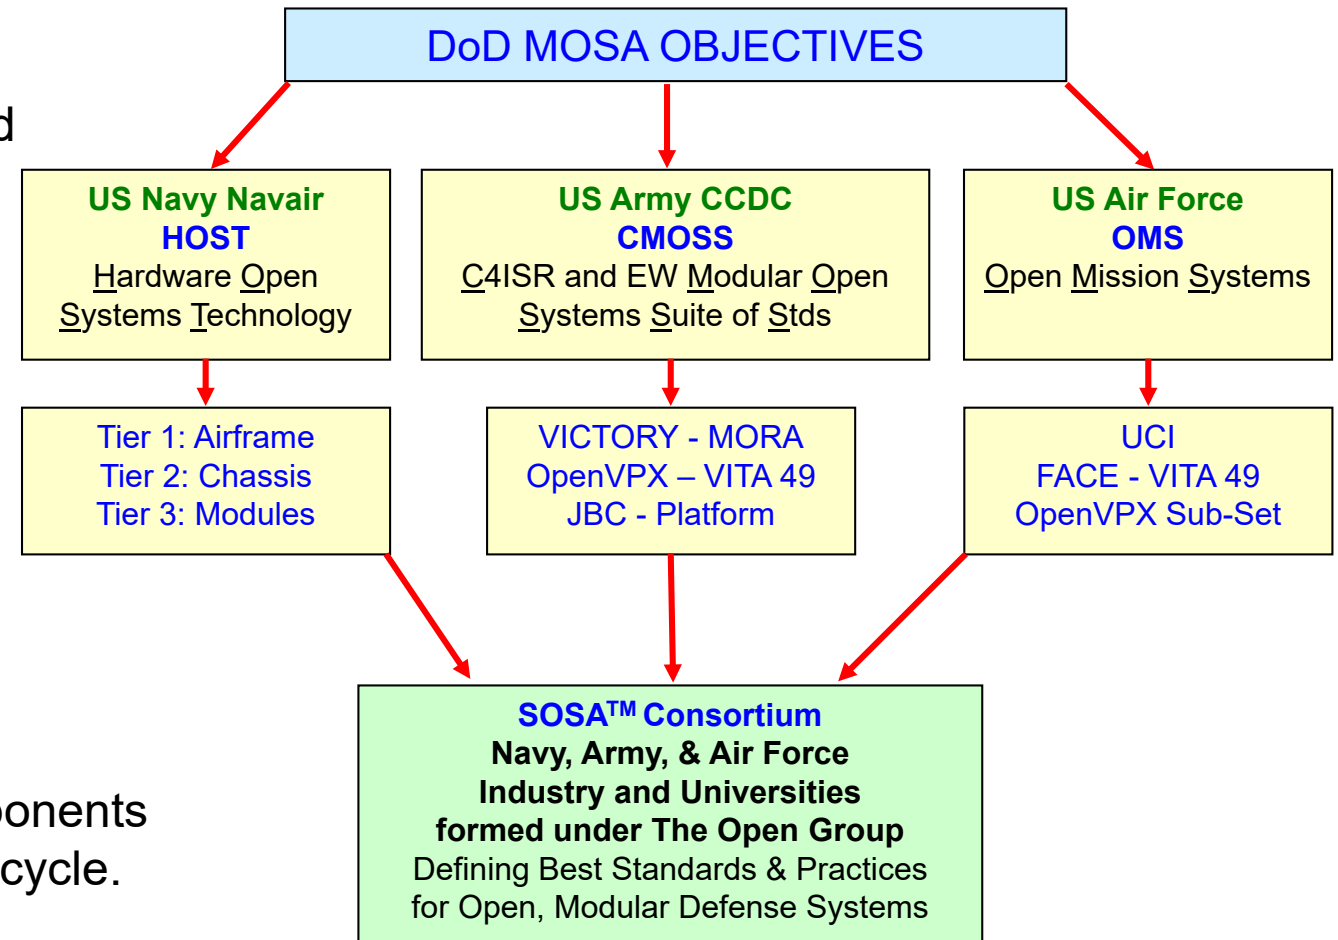 DoD MOSA OBJECTIVES
d
US Navy Navair
HOST
Hardware Open
Systems Technology
US Army CCDC
CMOSS
C4ISR and EW Modular Open
Systems Suite of Stds
US Air Force
OMS
Open Mission Systems
Tier 1: Airframe
Tier 2: Chassis
Tier 3: Modules
VICTORY - MORA
OpenVPX – VITA 49
JBC - Platform
UCI
FACE - VITA 49
OpenVPX Sub-Set
SOSA™ Consortium
Navy, Army, & Air Force
Industry and Universities
formed under The Open Group
Defining Best Standards & Practices
for Open, Modular Defense Systems
ponents
cycle.